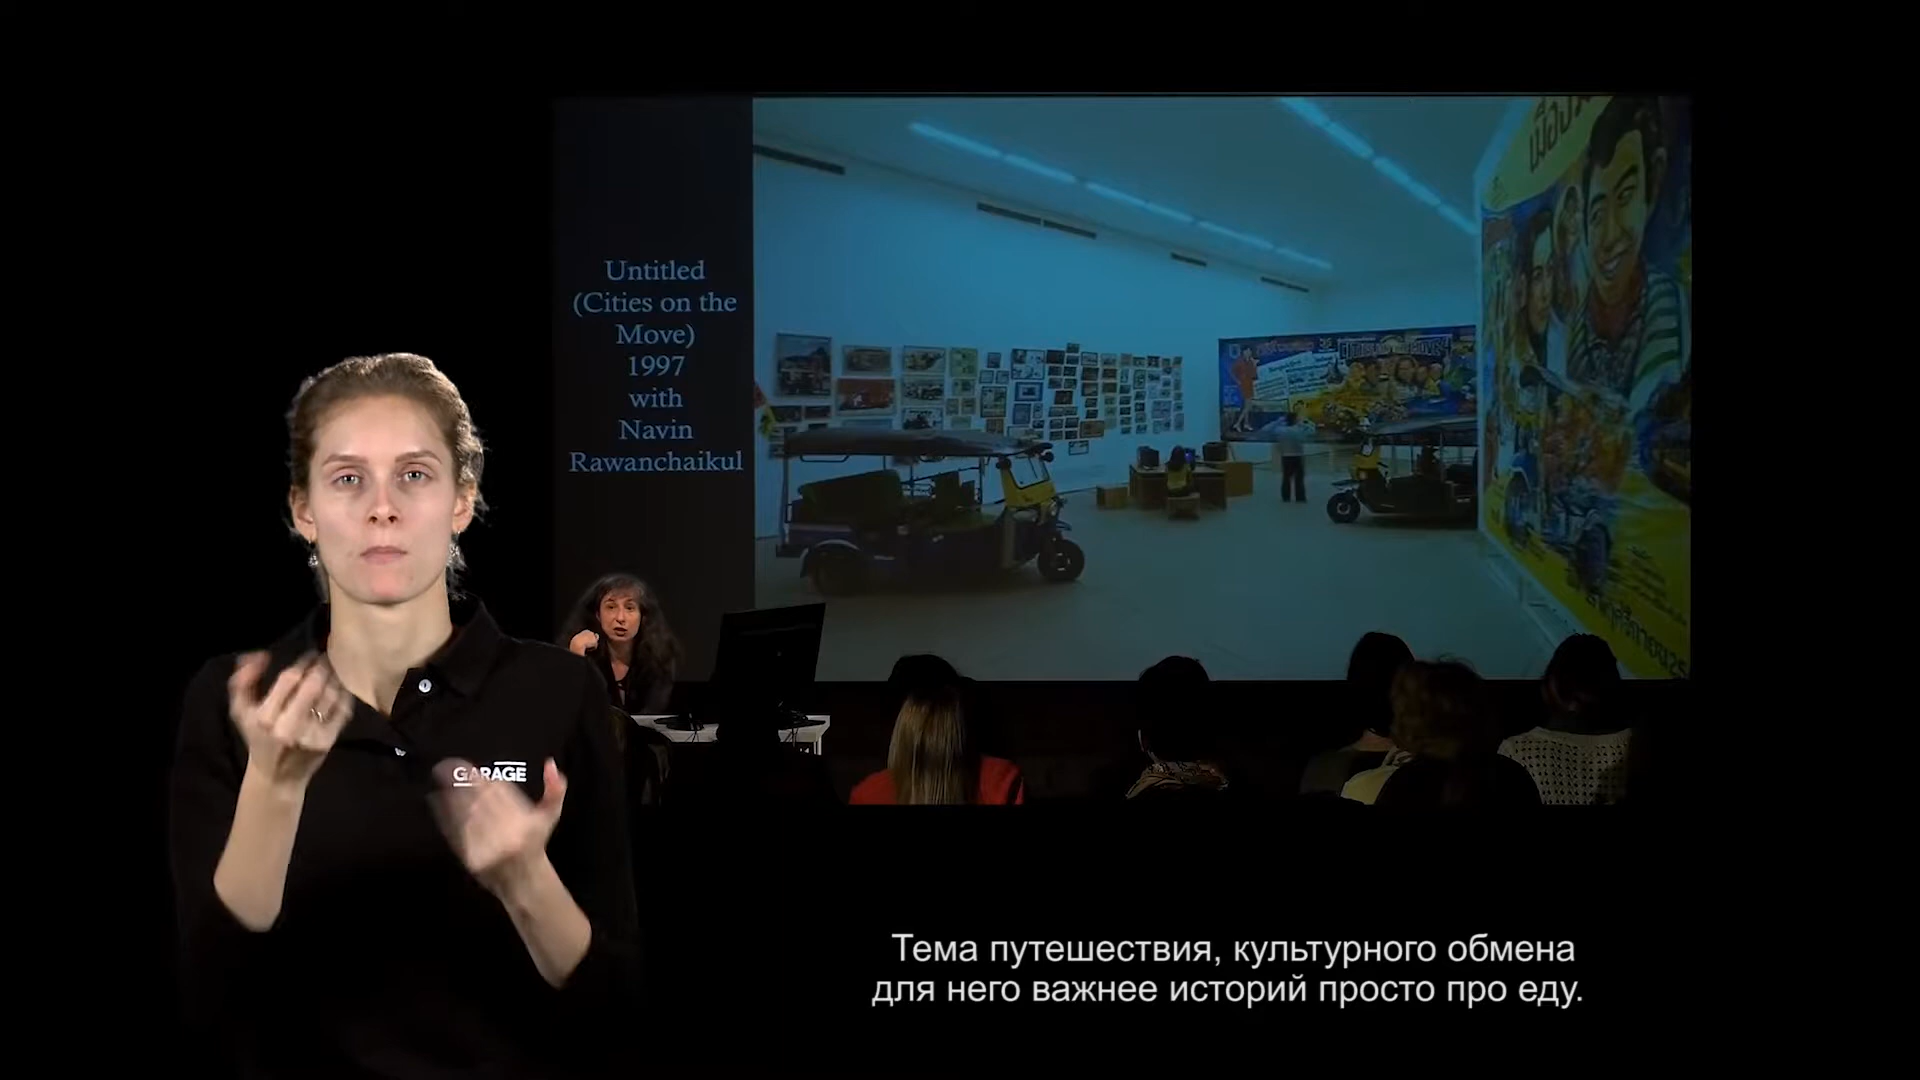 Untitled
(Cities on the
Move)
1997
with
Navin
Rawanchaikul
GARAGE
Тема путешествия, культурного обмена
для него важнее историй просто про еду.